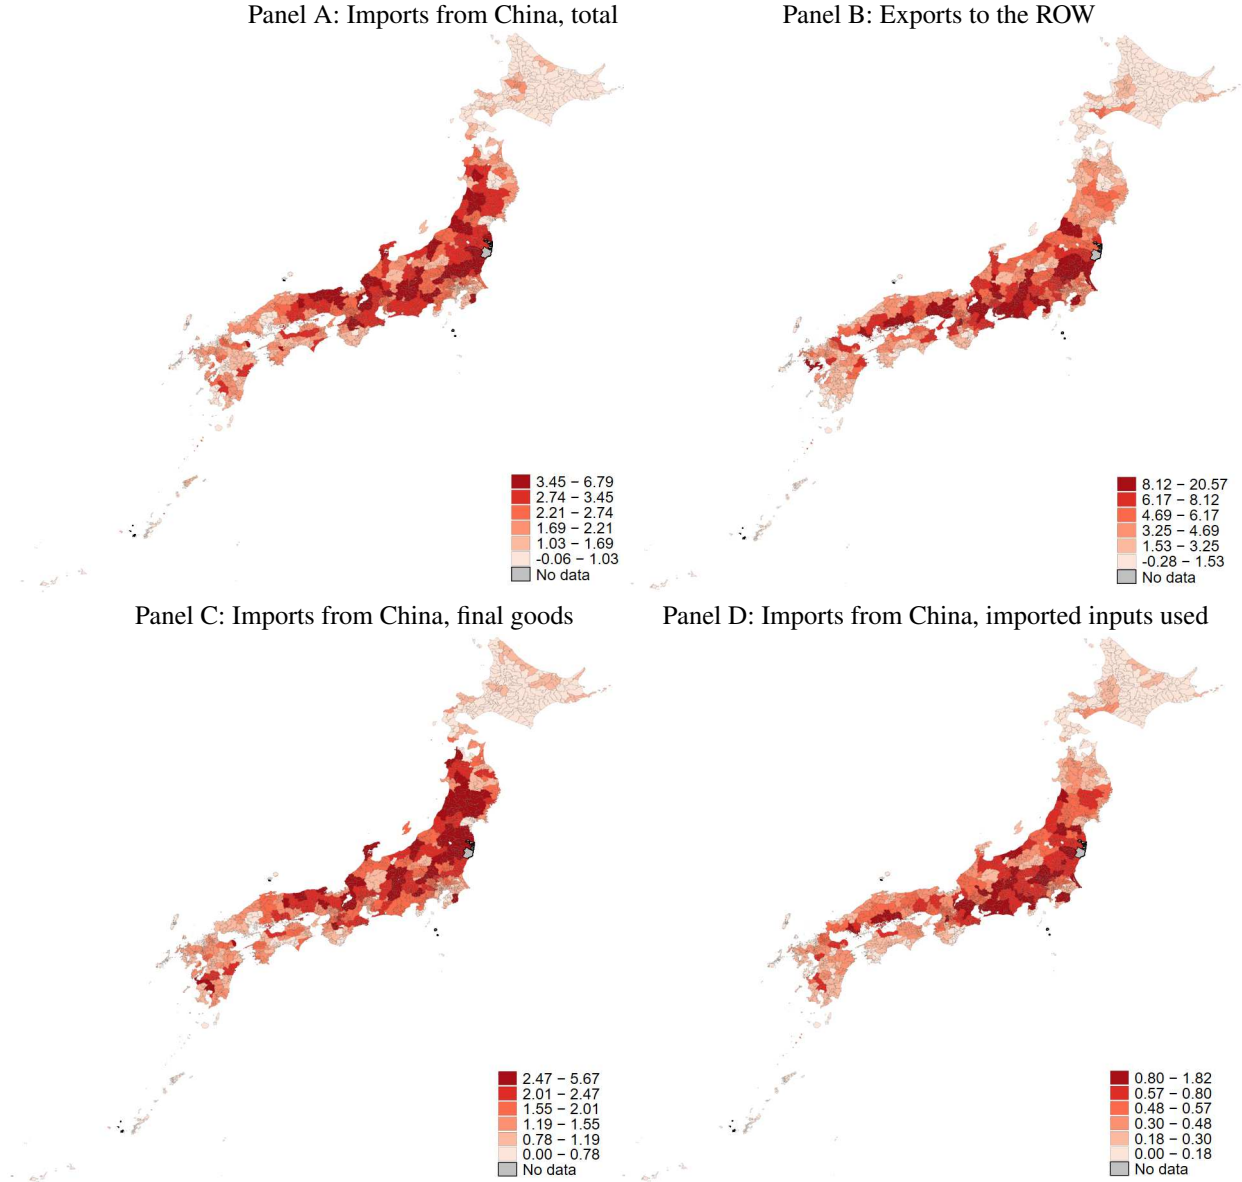 Panel A: Imports from China, total
Panel B: Exports to the ROW
3.45 – 6.79
2.74 – 3.45
2.21 – 2.74
1.69 – 2.21
1.03 – 1.69
-0.06 – 1.03
No data
8.12 – 20.57
6.17 – 8.12
4.69 – 6.17
3.25 – 4.69
1.53 – 3.25
-0.28 – 1.53
No data
Panel C: Imports from China, final goods
Panel D: Imports from China, imported inputs used
2.47 – 5.67
2.01 – 2.47
1.55 – 2.01
1.19 – 1.55
0.78 – 1.19
0.00 – 0.78
No data
0.80 – 1.82
0.57 – 0.80
0.48 – 0.57
0.30 – 0.48
0.18 – 0.30
0.00 – 0.18
No data